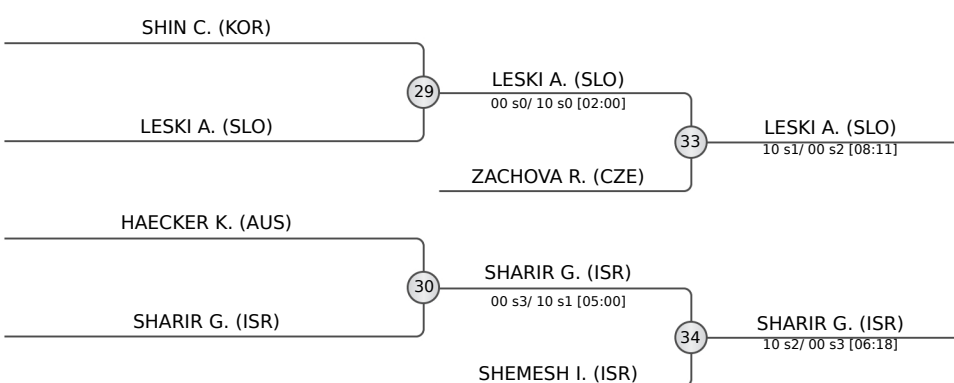 SHIN C. (KOR)
29
LESKI A. (SLO)
00 s0/ 10 s0 [02:00]
LESKI A. (SLO)
33
LESKI A. (SLO)
10 s1/ 00 s2 [08:11]
ZACHOVA R. (CZE)
HAECKER K. (AUS)
30
SHARIR G. (ISR)
00 s3/ 10 s1 [05:00]
SHARIR G. (ISR)
34
SHARIR G. (ISR)
10 s2/ 00 s3 [06:18]
SHEMESH I. (ISR)